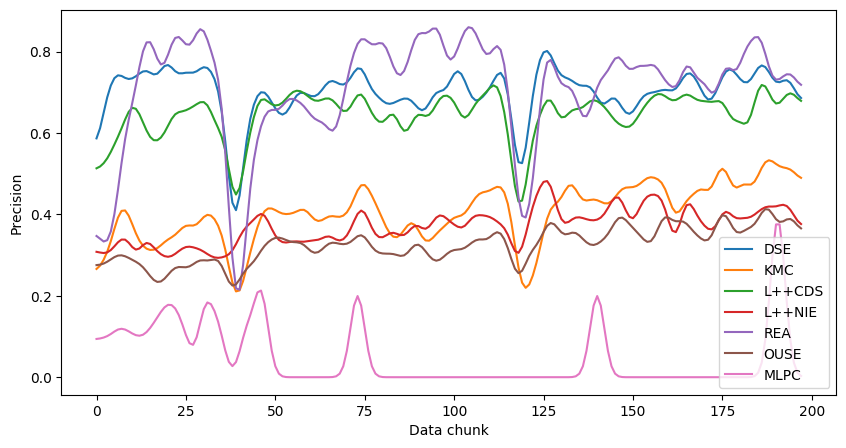 0.8
0.6
0.4
0.2
0.0
Precision
0
25
50
75
100
125
150
175
200
Data chunk
DSE
KMC
L++CDS
L++NIE
REA
OUSE
MLPC